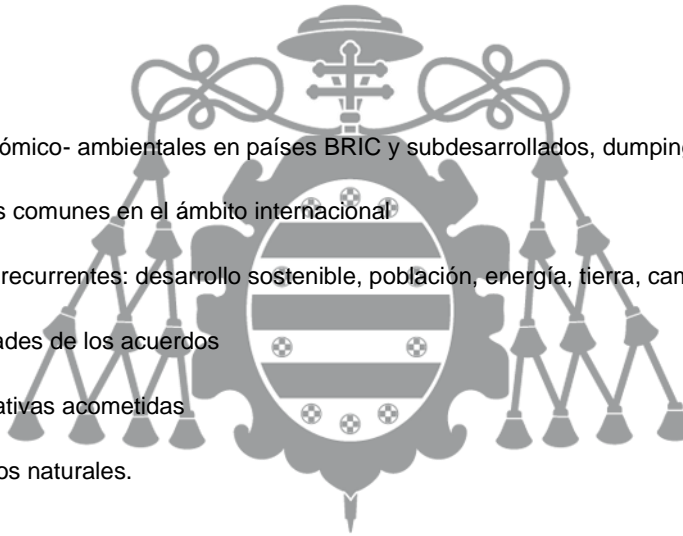 ómico- ambientales en países BRIC y subdesarrollados, dumping
s comunes en el ámbito internacional
recurrentes: desarrollo sostenible, población, energía, tierra, cam
ades de los acuerdos
ativas acometidas
os naturales.